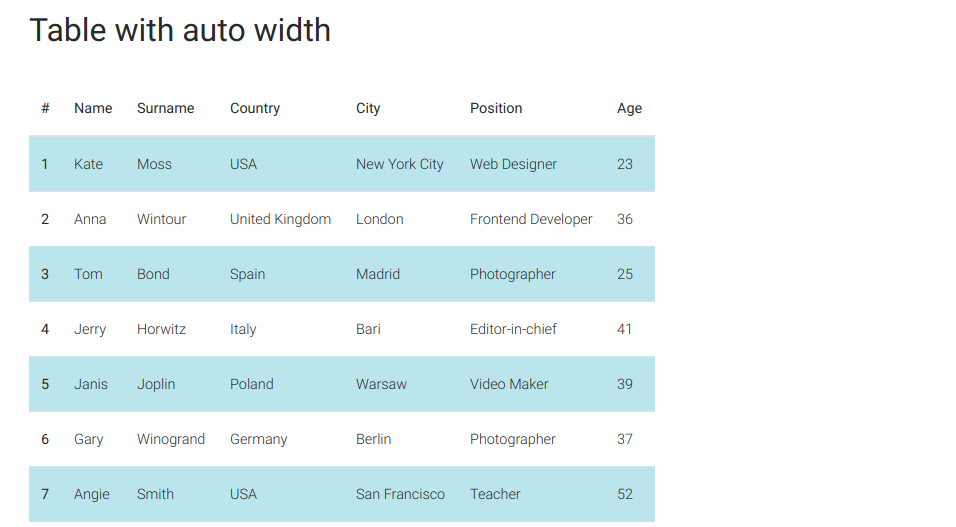 Table with auto width
# Name Surname Country City Position Age
1 Kate Moss USA New York City Web Designer 23
2 Anna Wintour United Kingdom London Frontend Developer 36
3 Tom Bond Spain Madrid Photographer 25
4 Jerry Horwitz Italy Bari Editor-in-chief 41
5 Janis Joplin Poland Warsaw Video Maker 39
6 Gary Winogrand Germany Berlin Photographer 37
7 Angie Smith USA San Francisco Teacher 52